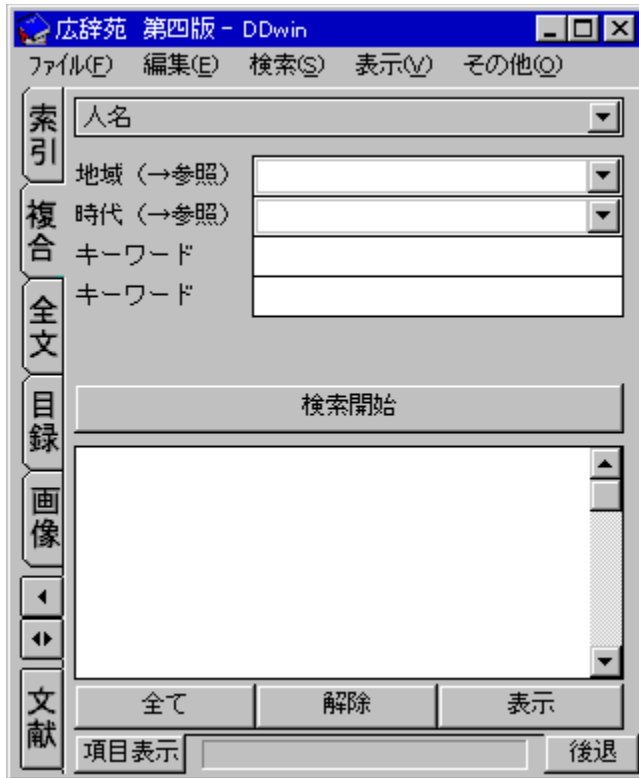 広辞苑 第四版 - DDwin
ファイル(F) 編集(E) 検索(S) 表示(V) その他(O)
索引
複合
全文
目録
画像
文献
人名
地域 (→参照)
時代 (→参照)
キーワード
キーワード
検索開始
全て 解除 表示
項目表示 後退